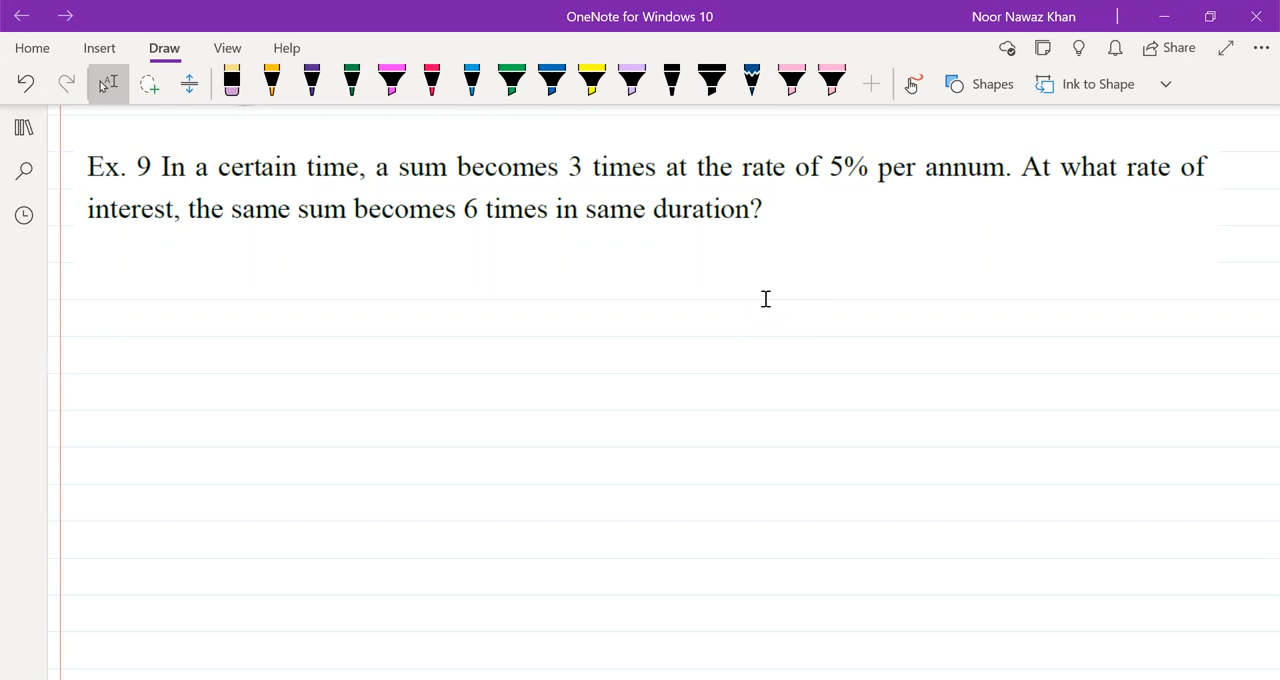 OneNote for Windows 10
Noor Nawaz Khan
Home Insert Draw View Help
Share
Shapes
Ink to Shape
Ex. 9 In a certain time, a sum becomes 3 times at the rate of 5% per annum. At what rate of
interest, the same sum becomes 6 times in same duration?